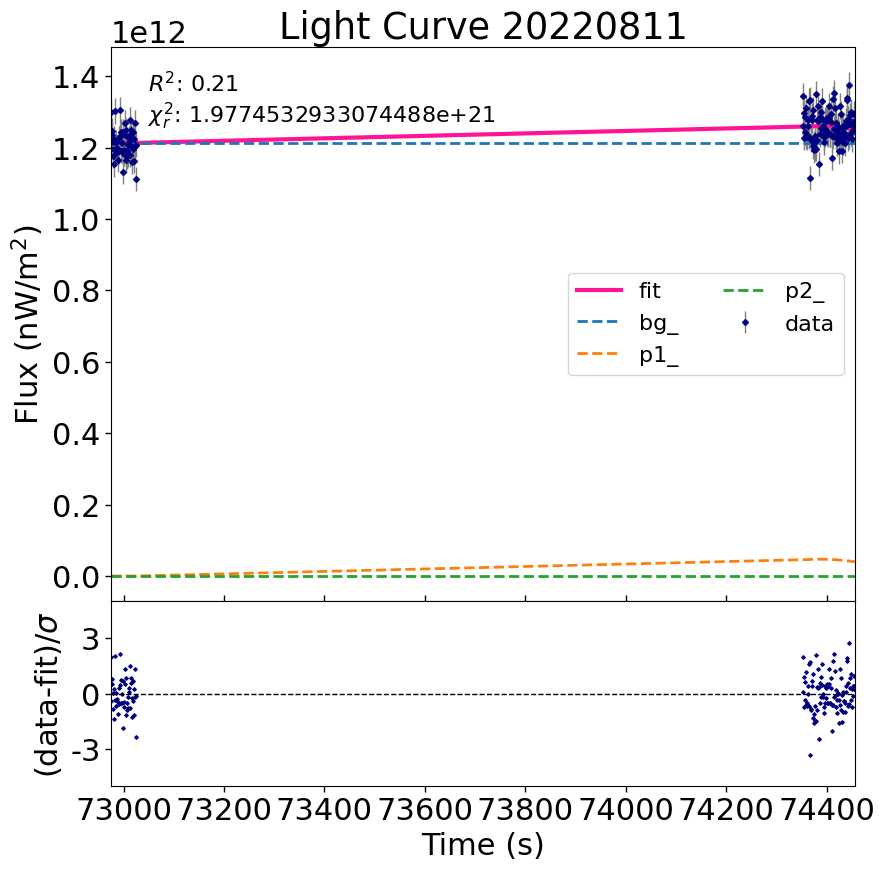 Light Curve 20220811
1e12
R²: 0.21
χ²ᵣ: 1.9774532933074488e+21
1.4
1.2
1.0
0.8
0.6
0.4
0.2
0.0
Flux (nW/m²)
fit
bg_
p1_
p2_
data
3
0
-3
(data-fit)/σ
73000 73200 73400 73600 73800 74000 74200 74400
Time (s)